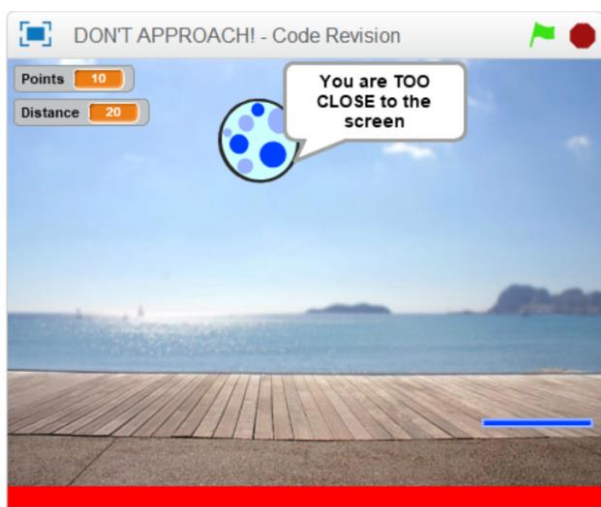 DON'T APPROACH! - Code Revision
Points 10
Distance 20
You are TOO
CLOSE to the
screen